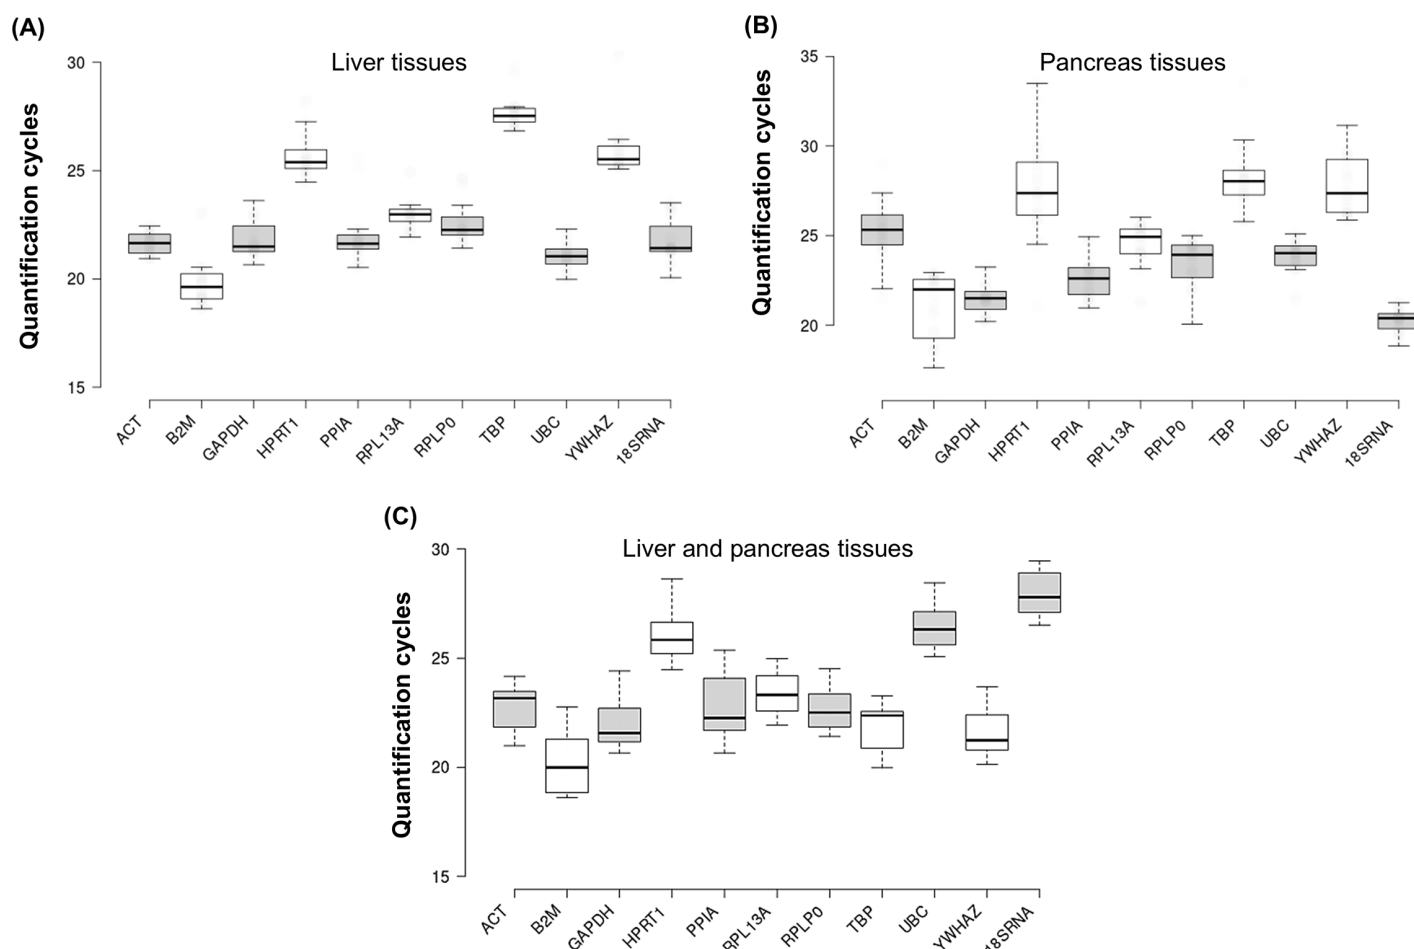 (A)
Liver tissues
Quantification cycles
30
25
20
15
ACT
B2M
GAPDH
HPRT1
PPIA
RPL13A
RPLP0
TBP
UBC
YWHAZ
18SRNA
(B)
Pancreas tissues
Quantification cycles
35
30
25
20
ACT
B2M
GAPDH
HPRT1
PPIA
RPL13A
RPLP0
TBP
UBC
YWHAZ
18SRNA
(C)
Liver and pancreas tissues
Quantification cycles
30
25
20
15
ACT
B2M
GAPDH
HPRT1
PPIA
RPL13A
RPLP0
TBP
UBC
YWHAZ
18SRNA